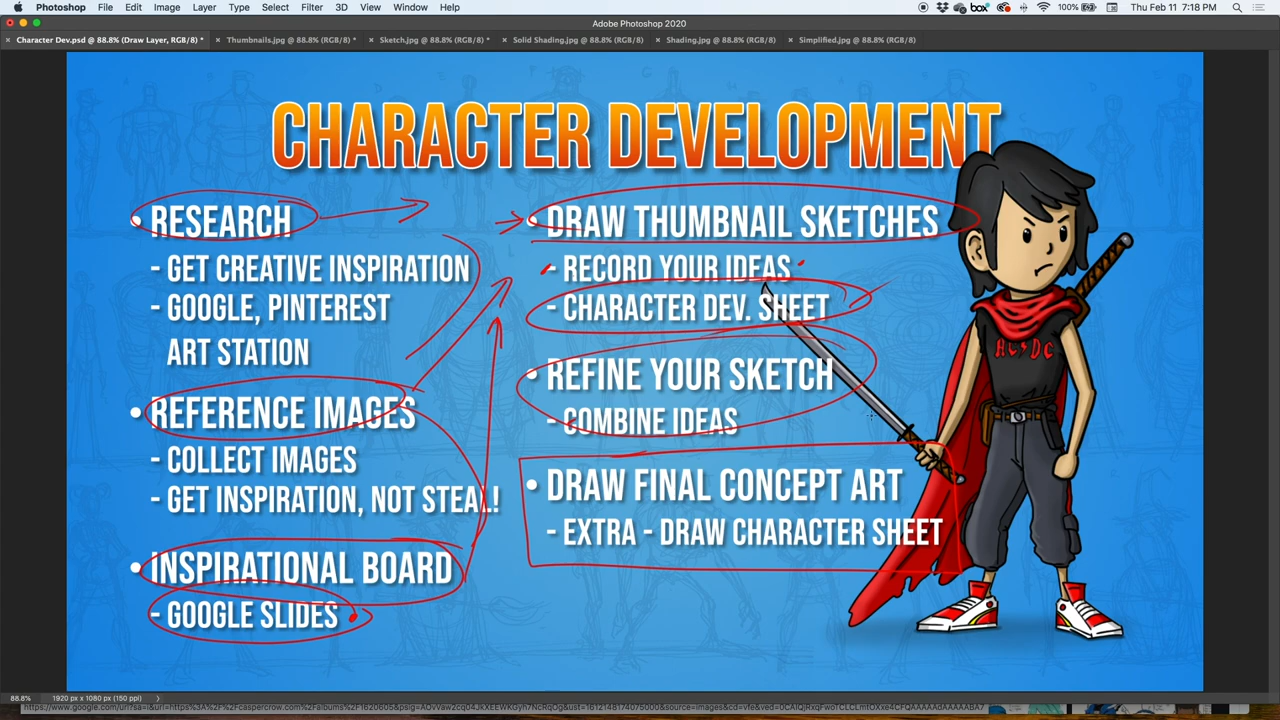 Photoshop File Edit Image Layer Type Select Filter 3D View Window Help box 100% Thu Feb 11 7:18 PM
Adobe Photoshop 2020
Character Dev.psd @ 88.8% (Draw Layer, RGB/8) * Thumbnails.jpg @ 88.8% (RGB/8) * Sketch.jpg @ 88.8% (RGB/8) * Solid Shading.jpg @ 88.8% (RGB/8) Shading.jpg @ 88.8% (RGB/8) Simplified.jpg @ 88.8% (RGB/8)
CHARACTER DEVELOPMENT
• RESEARCH
- GET CREATIVE INSPIRATION
- GOOGLE, PINTEREST
ART STATION
• REFERENCE IMAGES
- COLLECT IMAGES
- GET INSPIRATION, NOT STEAL!
• INSPIRATIONAL BOARD
- GOOGLE SLIDES
• DRAW THUMBNAIL SKETCHES
- RECORD YOUR IDEAS
- CHARACTER DEV. SHEET
• REFINE YOUR SKETCH
- COMBINE IDEAS
• DRAW FINAL CONCEPT ART
- EXTRA - DRAW CHARACTER SHEET
AC⚡DC
88.8% 1920 px x 1080 px (150 ppi)